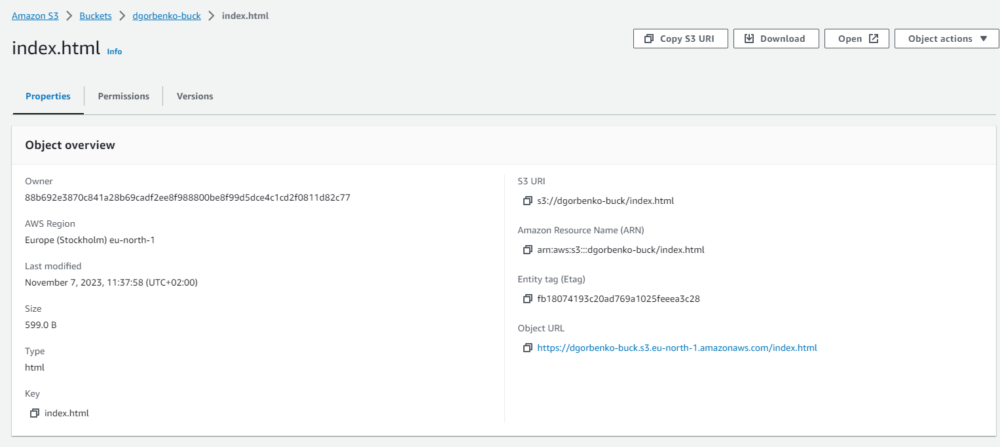 Amazon S3 > Buckets > dgorbenko-buck > index.html
index.html Info
Copy S3 URI Download Open Object actions
Properties Permissions Versions
Object overview
Owner
88b692e3870c841a28b69cadf2ee8f988800be8f99d5dce4c1cd2f0811d82c77
AWS Region
Europe (Stockholm) eu-north-1
Last modified
November 7, 2023, 11:37:58 (UTC+02:00)
Size
599.0 B
Type
html
Key
index.html
S3 URI
s3://dgorbenko-buck/index.html
Amazon Resource Name (ARN)
arn:aws:s3:::dgorbenko-buck/index.html
Entity tag (Etag)
fb18074193c20ad769a1025feeea3c28
Object URL
https://dgorbenko-buck.s3.eu-north-1.amazonaws.com/index.html